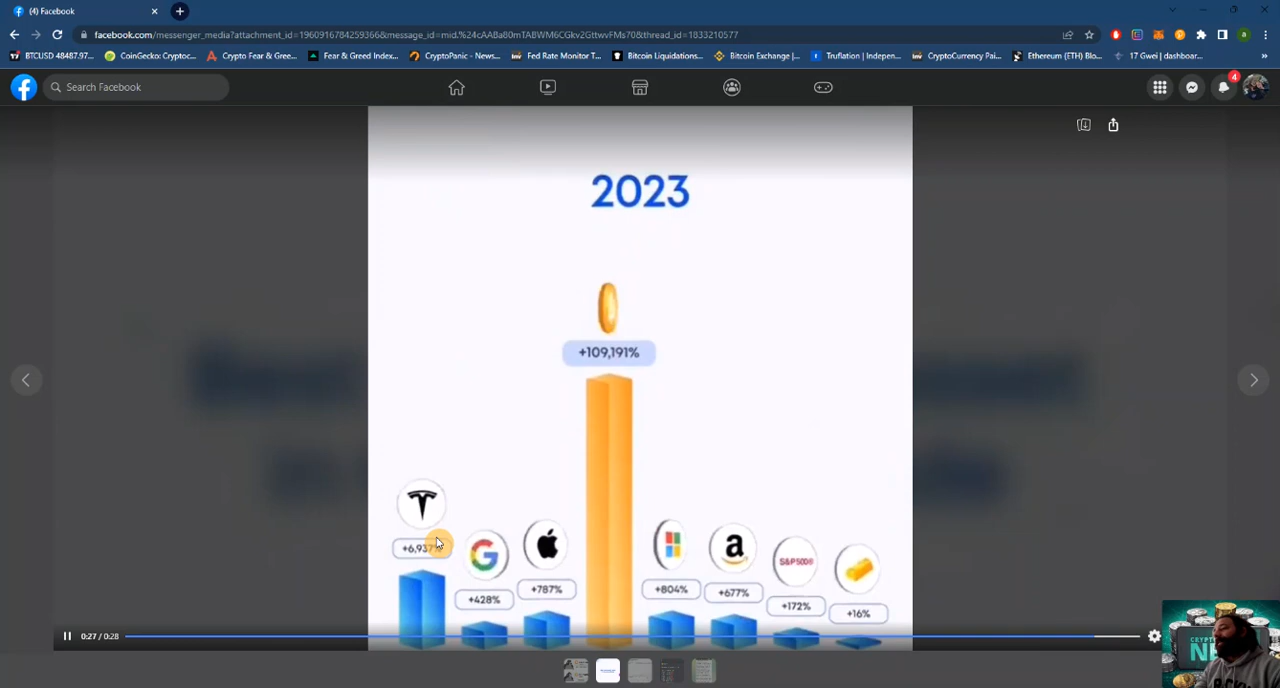 (4) Facebook
facebook.com/messenger_media?attachment_id=1960916784259366&message_id=mid.%24cAABa80mTABWM6CGkv2GttwvFMs70&thread_id=1833210577
BTCUSD 48487.97...
CoinGecko: Cryptoc...
Crypto Fear & Gree...
Fear & Greed Index...
CryptoPanic - News...
Fed Rate Monitor T...
Bitcoin Liquidations...
Bitcoin Exchange |...
Truflation | Indepen...
CryptoCurrency Pai...
Ethereum (ETH) Blo...
17 Gwei | dashboar...
Search Facebook
4
2023
+109,191%
+6,937%
+428%
+787%
+804%
+677%
S&P500®
+172%
+16%
0:27 / 0:28